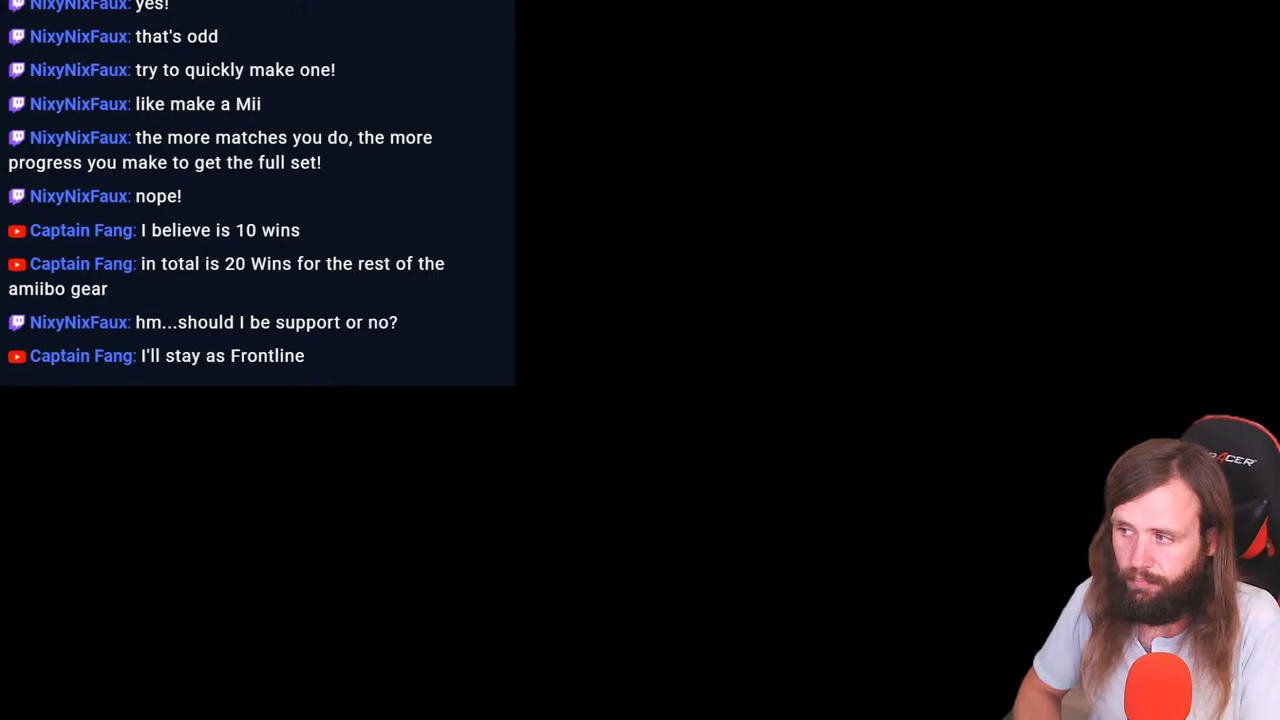 NixyNixFaux: yes!
NixyNixFaux: that's odd
NixyNixFaux: try to quickly make one!
NixyNixFaux: like make a Mii
NixyNixFaux: the more matches you do, the more
progress you make to get the full set!
NixyNixFaux: nope!
Captain Fang: I believe is 10 wins
Captain Fang: in total is 20 Wins for the rest of the
amiibo gear
NixyNixFaux: hm...should I be support or no?
Captain Fang: I'll stay as Frontline